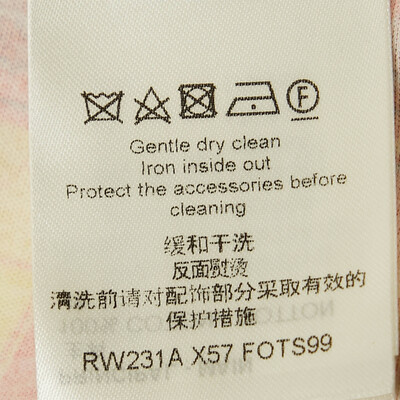 F
Gentle dry clean
Iron inside out
Protect the accessories before
cleaning
缓和干洗
反面熨烫
清洗前请对配饰部分采取有效的
保护措施
RW231A X57 FOTS99